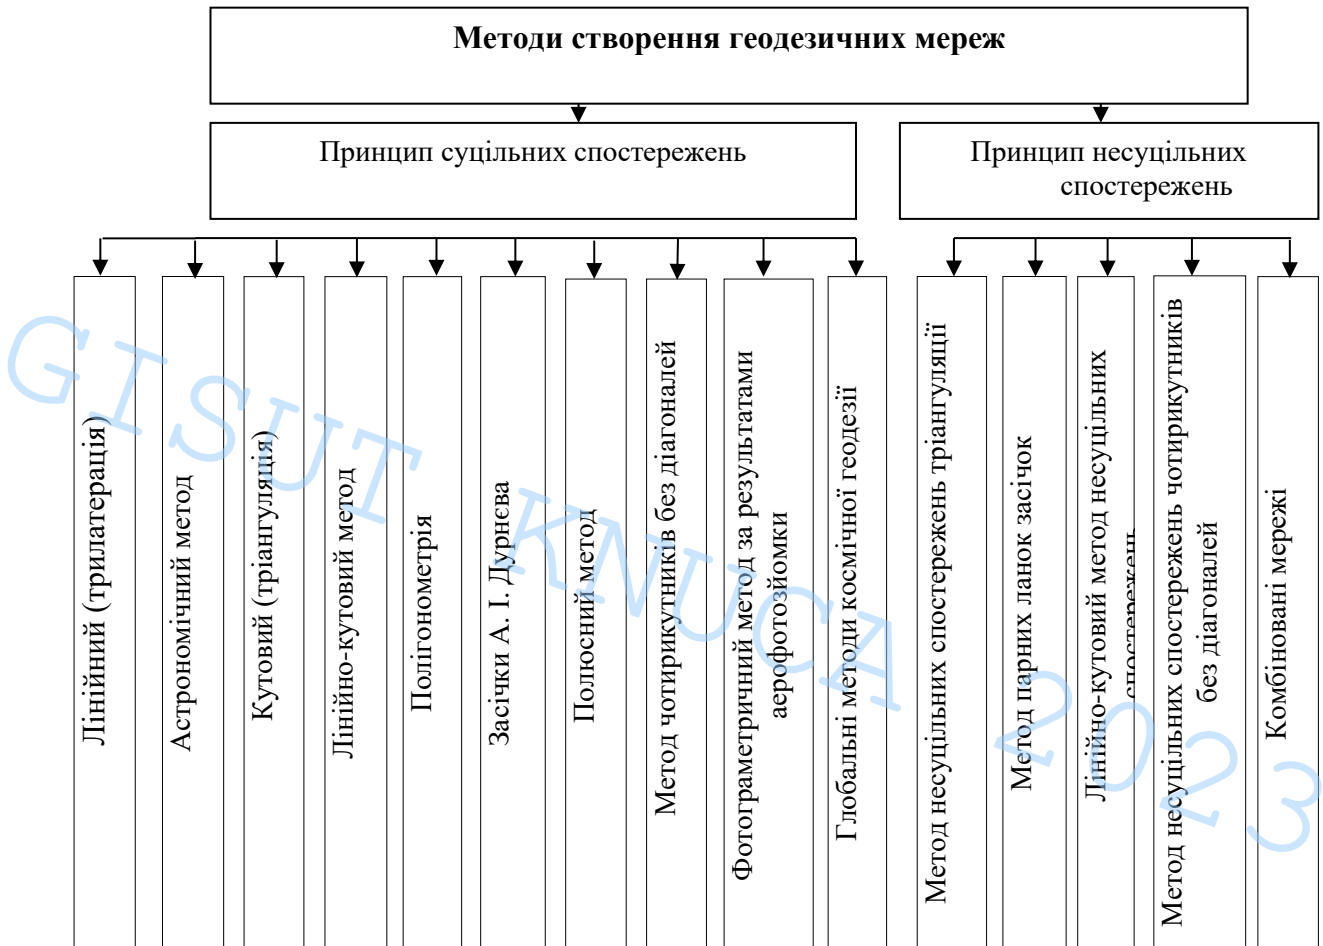 Методи створення геодезичних мереж
Принцип суцільних спостережень
Принцип несуцільних
спостережень
Лінійний (трилатерація)
Астрономічний метод
Кутовий (тріангуляція)
Лінійно-кутовий метод
Полігонометрія
Засічки А. І. Дурнєва
Полюсний метод
Метод чотирикутників без діагоналей
Фотограметричний метод за результатами
аерофотозйомки
Глобальні методи космічної геодезії
Метод несуцільних спостережень тріангуляції
Метод парних ланок засічок
Лінійно-кутовий метод несуцільних
спостережень
Метод несуцільних спостережень чотирикутників
без діагоналей
Комбіновані мережі
GISUT KNUCA 2023